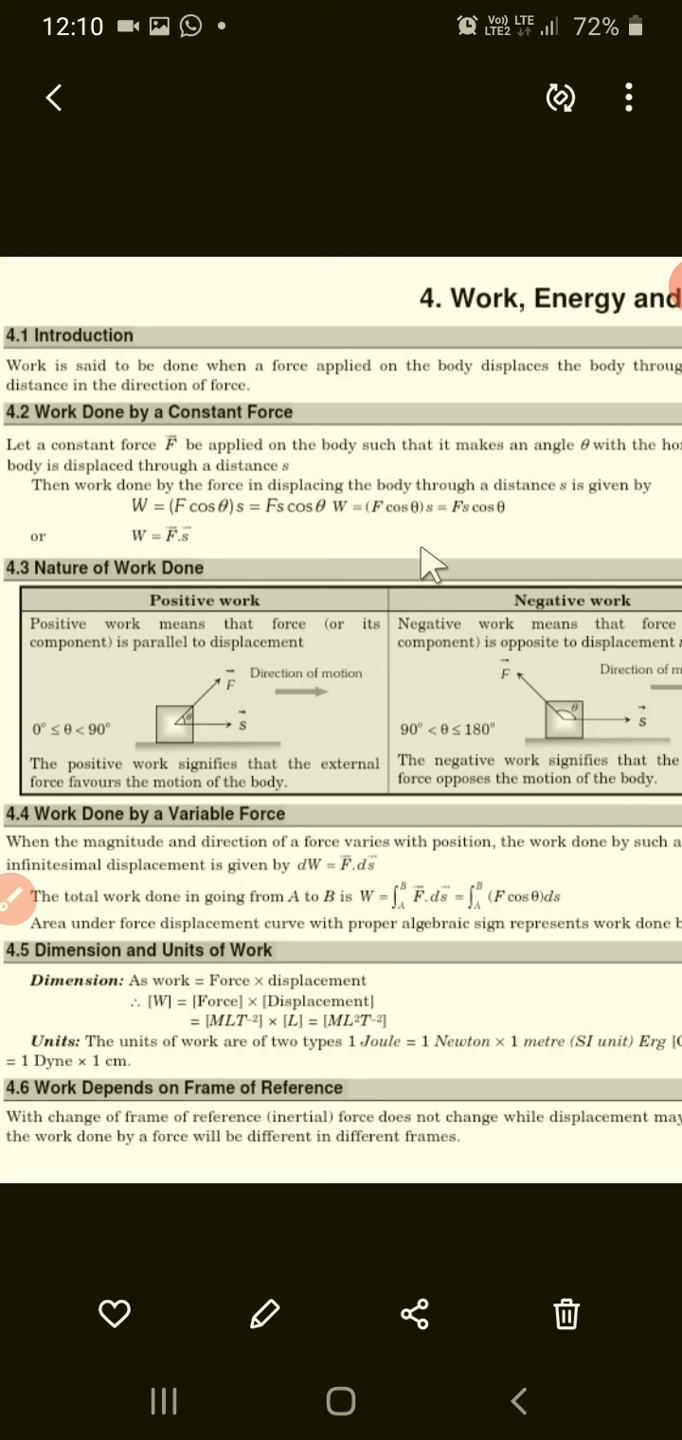 12:10
Vo)) LTE
LTE2
72%
4. Work, Energy and
4.1 Introduction
Work is said to be done when a force applied on the body displaces the body throug
distance in the direction of force.
4.2 Work Done by a Constant Force
Let a constant force F⃗ be applied on the body such that it makes an angle θ with the hor
body is displaced through a distance s
Then work done by the force in displacing the body through a distance s is given by
W = (F cos θ) s = Fs cos θ W = (F cos θ) s = Fs cos θ
or W = F⃗.s⃗
4.3 Nature of Work Done
Positive work
Positive work means that force (or its
component) is parallel to displacement
F⃗ Direction of motion
θ
s⃗
0° ≤ θ < 90°
The positive work signifies that the external
force favours the motion of the body.
Negative work
Negative work means that force
component) is opposite to displacement
F⃗ Direction of m
θ
s⃗
90° < θ ≤ 180°
The negative work signifies that the
force opposes the motion of the body.
4.4 Work Done by a Variable Force
When the magnitude and direction of a force varies with position, the work done by such a
infinitesimal displacement is given by dW = F⃗.ds⃗
The total work done in going from A to B is W = ∫_A^B F⃗.ds⃗ = ∫_A^B (F cos θ)ds
Area under force displacement curve with proper algebraic sign represents work done b
4.5 Dimension and Units of Work
Dimension: As work = Force × displacement
∴ [W] = [Force] × [Displacement]
= [MLT⁻²] × [L] = [ML²T⁻²]
Units: The units of work are of two types 1 Joule = 1 Newton × 1 metre (SI unit) Erg [C
= 1 Dyne × 1 cm.
4.6 Work Depends on Frame of Reference
With change of frame of reference (inertial) force does not change while displacement may
the work done by a force will be different in different frames.